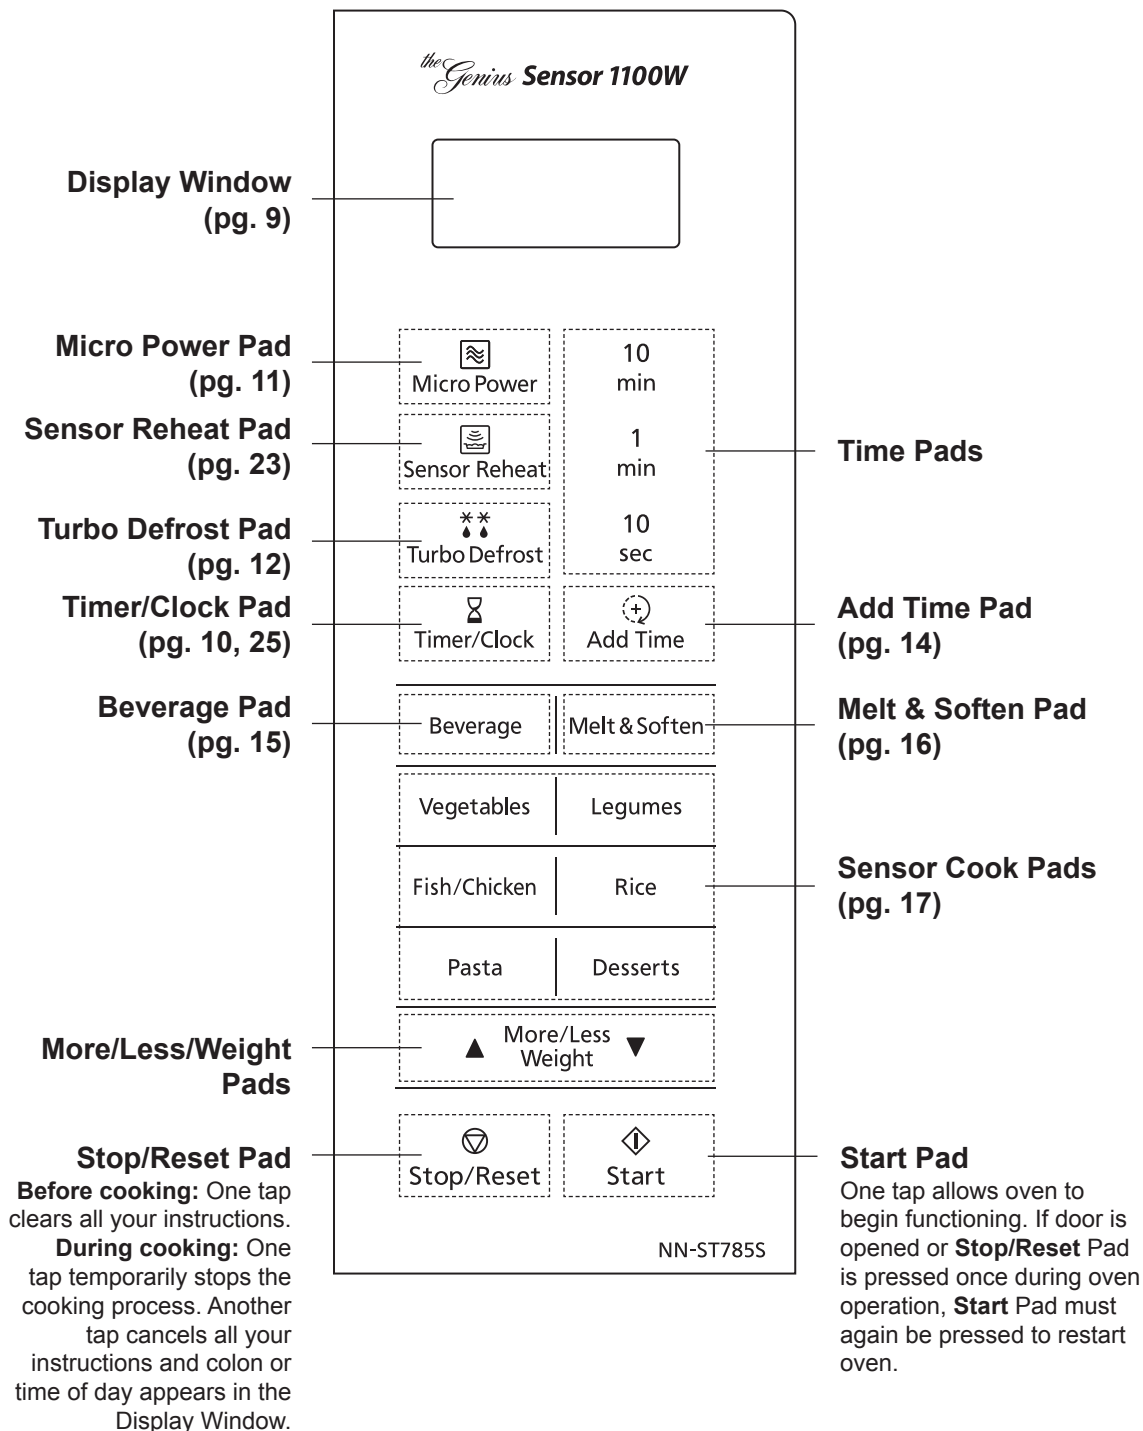 the Genius Sensor 1100W
Display Window
(pg. 9)
Micro Power Pad
(pg. 11)
Sensor Reheat Pad
(pg. 23)
Turbo Defrost Pad
(pg. 12)
Timer/Clock Pad
(pg. 10, 25)
Beverage Pad
(pg. 15)
More/Less/Weight
Pads
Stop/Reset Pad
Before cooking: One tap
clears all your instructions.
During cooking: One
tap temporarily stops the
cooking process. Another
tap cancels all your
instructions and colon or
time of day appears in the
Display Window.
Micro Power
10
min
Sensor Reheat
1
min
Turbo Defrost
10
sec
Timer/Clock
Add Time
Beverage
Melt & Soften
Vegetables
Legumes
Fish/Chicken
Rice
Pasta
Desserts
▲ More/Less ▼
Weight
Stop/Reset
Start
NN-ST785S
Time Pads
Add Time Pad
(pg. 14)
Melt & Soften Pad
(pg. 16)
Sensor Cook Pads
(pg. 17)
Start Pad
One tap allows oven to
begin functioning. If door is
opened or Stop/Reset Pad
is pressed once during oven
operation, Start Pad must
again be pressed to restart
oven.